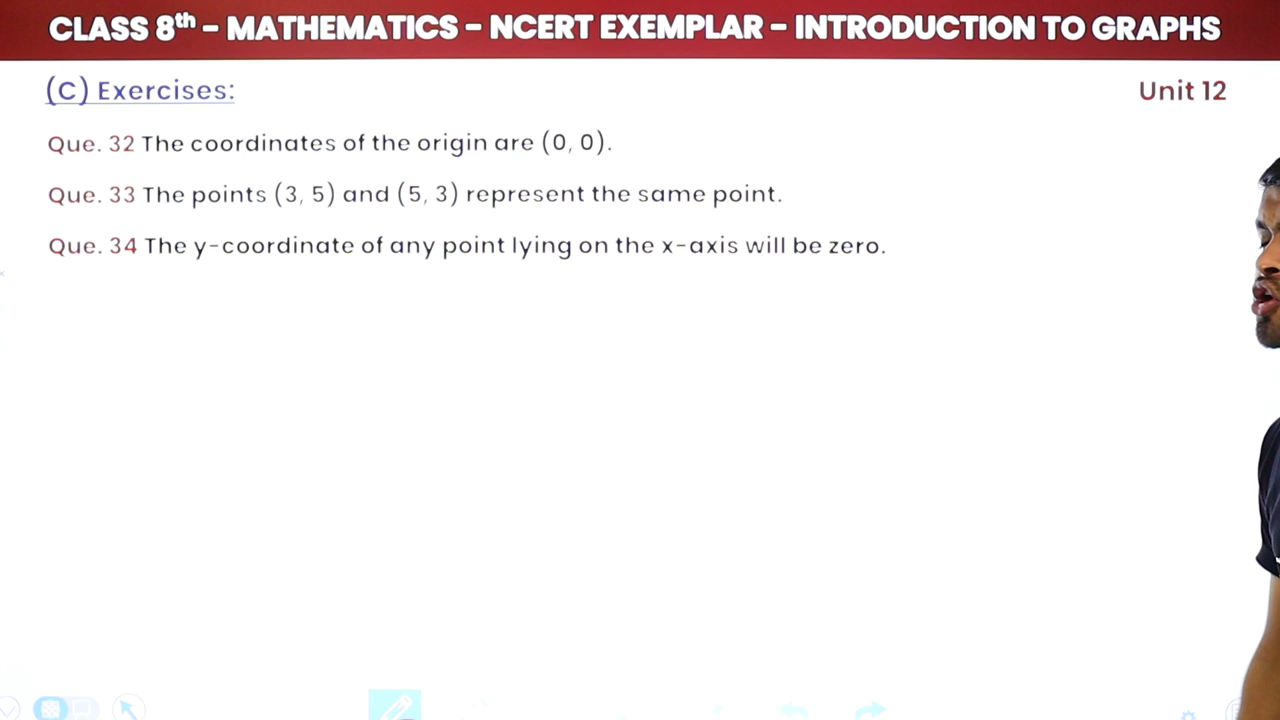 CLASS 8th - MATHEMATICS - NCERT EXEMPLAR - INTRODUCTION TO GRAPHS
(C) Exercises:
Unit 12
Que. 32 The coordinates of the origin are (0, 0).
Que. 33 The points (3, 5) and (5, 3) represent the same point.
Que. 34 The y-coordinate of any point lying on the x-axis will be zero.